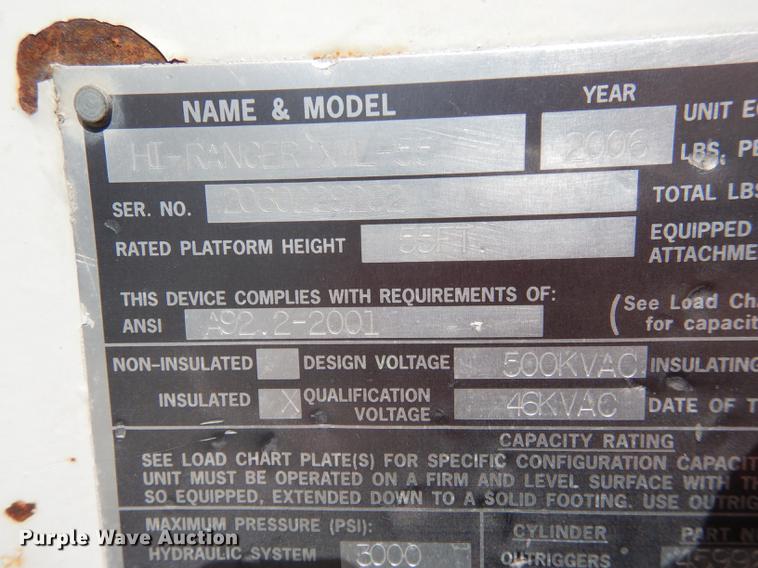 NAME & MODEL YEAR UNIT
HI-RANGER XML-55 2006 LBS, PE
SER. NO. TOTAL LBS
RATED PLATFORM HEIGHT 55FT. EQUIPPED
ATTACHME
THIS DEVICE COMPLIES WITH REQUIREMENTS OF: (See Load Cha
ANSI A92.2-2001 for capacit
NON-INSULATED DESIGN VOLTAGE 500KVAC INSULATING
INSULATED X QUALIFICATION VOLTAGE 46KVAC DATE OF T
CAPACITY RATING
SEE LOAD CHART PLATE(S) FOR SPECIFIC CONFIGURATION CAPACIT
UNIT MUST BE OPERATED ON A FIRM AND LEVEL SURFACE WITH TH
SO EQUIPPED, EXTENDED DOWN TO A SOLID FOOTING. USE OUTRIG
MAXIMUM PRESSURE (PSI): CYLINDER PART N
HYDRAULIC SYSTEM 3000 OUTRIGGERS
Purple Wave Auction